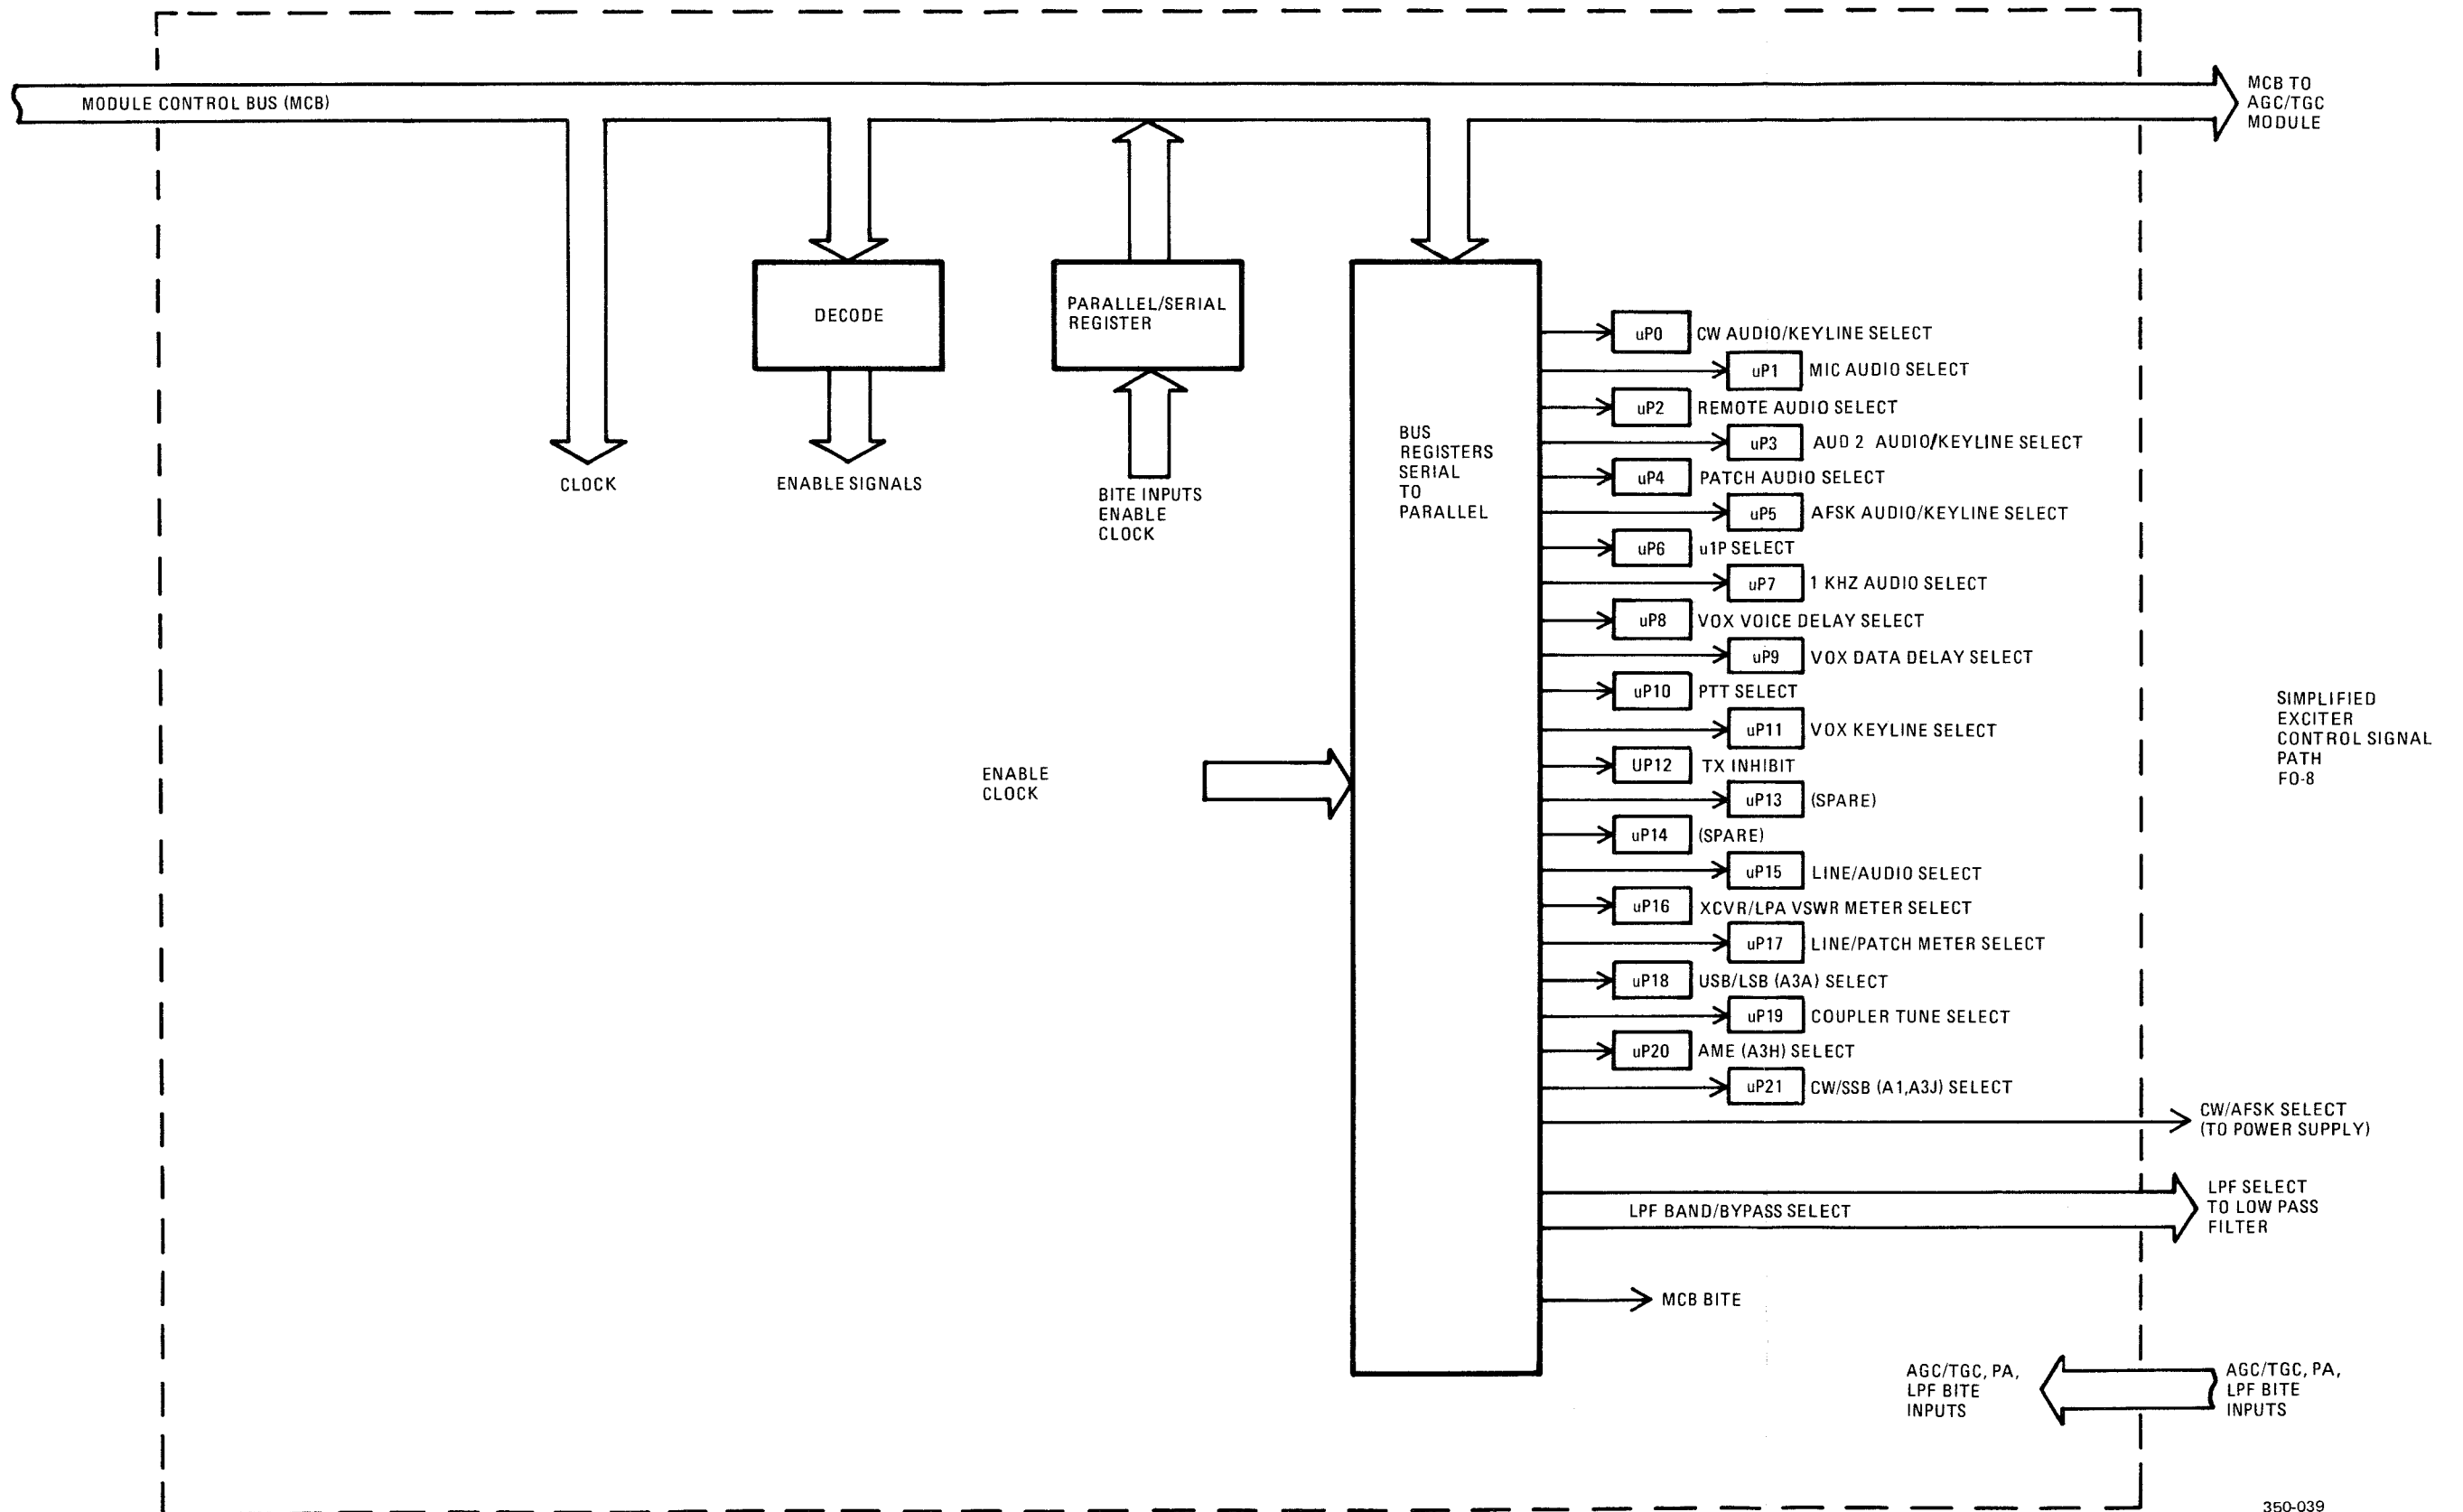 MODULE CONTROL BUS (MCB)
MCB TO
AGC/TGC
MODULE
DECODE
PARALLEL/SERIAL
REGISTER
CLOCK
ENABLE SIGNALS
BITE INPUTS
ENABLE
CLOCK
BUS
REGISTERS
SERIAL
TO
PARALLEL
uP0 CW AUDIO/KEYLINE SELECT
uP1 MIC AUDIO SELECT
uP2 REMOTE AUDIO SELECT
uP3 AUD 2 AUDIO/KEYLINE SELECT
uP4 PATCH AUDIO SELECT
uP5 AFSK AUDIO/KEYLINE SELECT
uP6 u1P SELECT
uP7 1 KHZ AUDIO SELECT
uP8 VOX VOICE DELAY SELECT
uP9 VOX DATA DELAY SELECT
uP10 PTT SELECT
uP11 VOX KEYLINE SELECT
UP12 TX INHIBIT
uP13 (SPARE)
uP14 (SPARE)
uP15 LINE/AUDIO SELECT
uP16 XCVR/LPA VSWR METER SELECT
uP17 LINE/PATCH METER SELECT
uP18 USB/LSB (A3A) SELECT
uP19 COUPLER TUNE SELECT
uP20 AME (A3H) SELECT
uP21 CW/SSB (A1,A3J) SELECT
ENABLE
CLOCK
SIMPLIFIED
EXCITER
CONTROL SIGNAL
PATH
FO-8
CW/AFSK SELECT
(TO POWER SUPPLY)
LPF BAND/BYPASS SELECT
LPF SELECT
TO LOW PASS
FILTER
MCB BITE
AGC/TGC, PA,
LPF BITE
INPUTS
AGC/TGC, PA,
LPF BITE
INPUTS
350-039